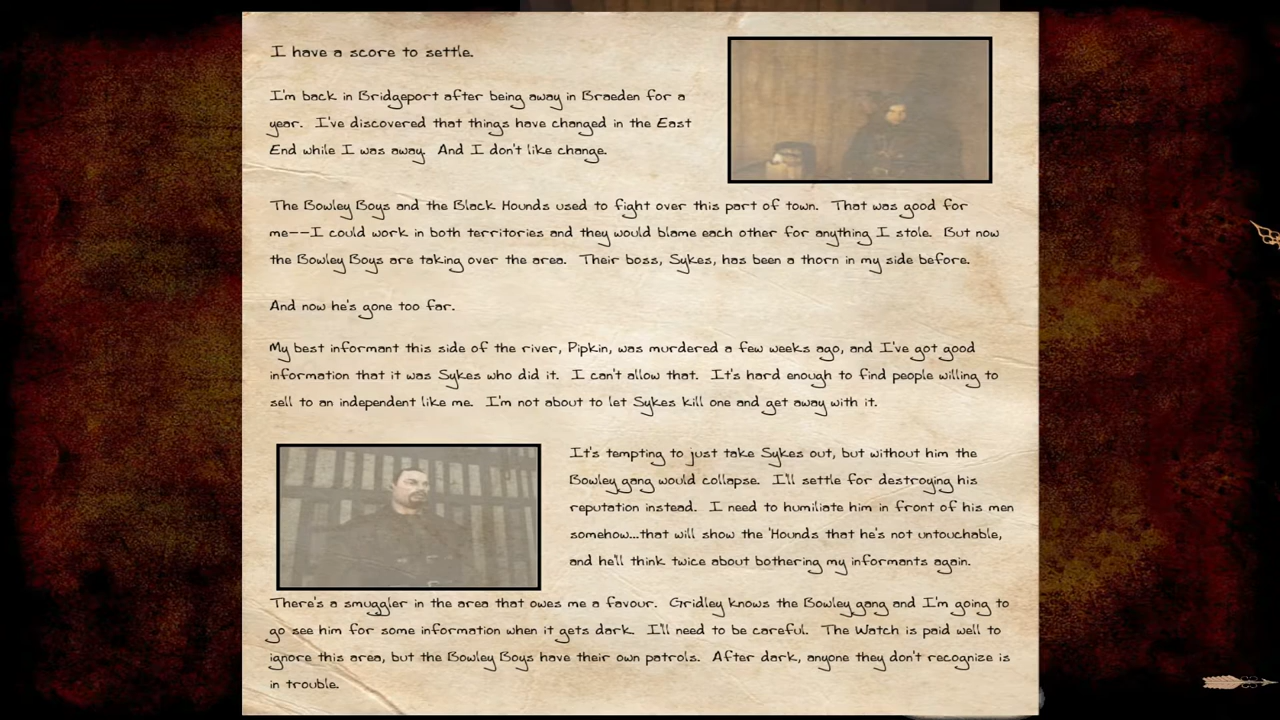 I have a score to settle.
I'm back in Bridgeport after being away in Braeden for a
year. I've discovered that things have changed in the East
End while I was away. And I don't like change.
The Bowley Boys and the Black Hounds used to fight over this part of town. That was good for
me--I could work in both territories and they would blame each other for anything I stole. But now
the Bowley Boys are taking over the area. Their boss, Sykes, has been a thorn in my side before.
And now he's gone too far.
My best informant this side of the river, Pipkin, was murdered a few weeks ago, and I've got good
information that it was Sykes who did it. I can't allow that. It's hard enough to find people willing to
sell to an independent like me. I'm not about to let Sykes kill one and get away with it.
It's tempting to just take Sykes out, but without him the
Bowley gang would collapse. I'll settle for destroying his
reputation instead. I need to humiliate him in front of his men
somehow...that will show the 'Hounds that he's not untouchable,
and he'll think twice about bothering my informants again.
There's a smuggler in the area that owes me a favour. Gridley knows the Bowley gang and I'm going to
go see him for some information when it gets dark. I'll need to be careful. The Watch is paid well to
ignore this area, but the Bowley Boys have their own patrols. After dark, anyone they don't recognize is
in trouble.